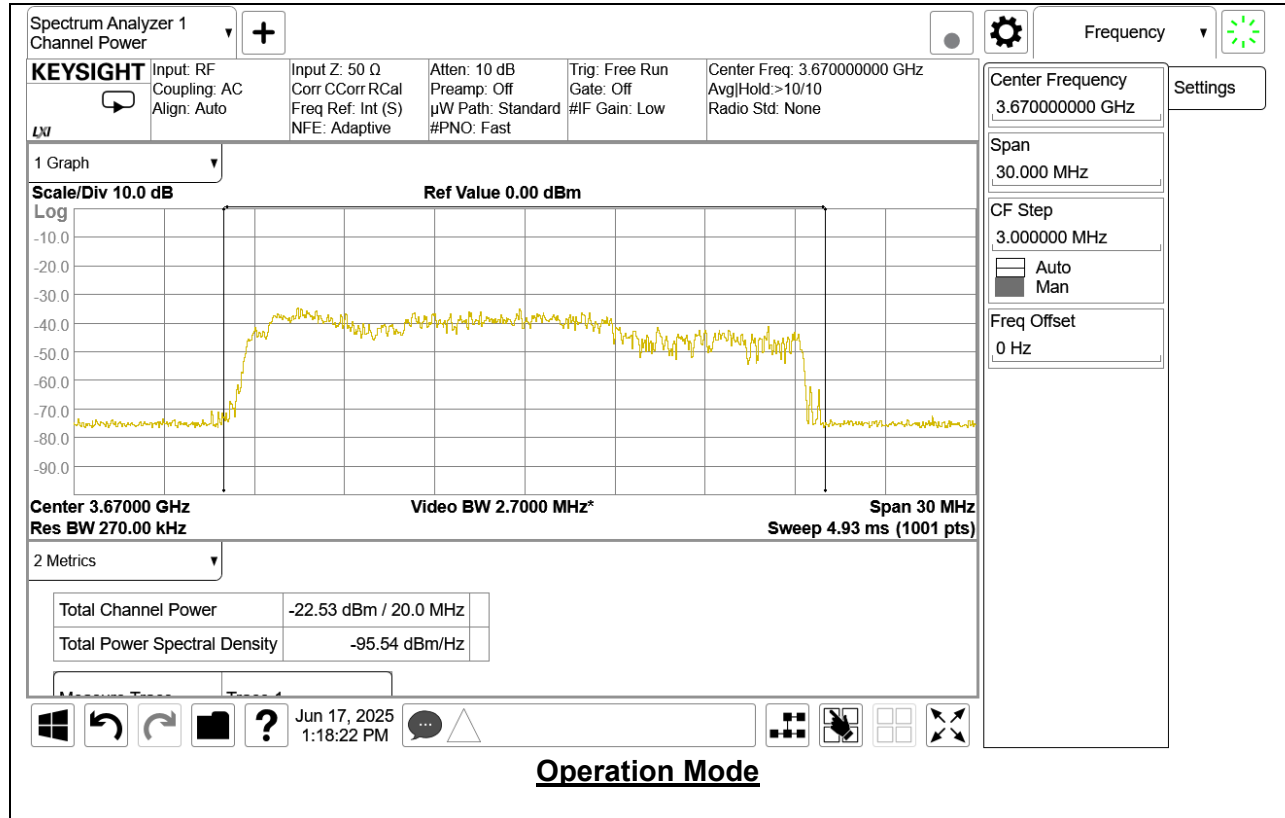 Spectrum Analyzer 1
Channel Power
Frequency
KEYSIGHT
LXI
Input: RF
Coupling: AC
Align: Auto
Input Z: 50 Ω
Corr CCorr RCal
Freq Ref: Int (S)
NFE: Adaptive
Atten: 10 dB
Preamp: Off
µW Path: Standard
#PNO: Fast
Trig: Free Run
Gate: Off
#IF Gain: Low
Center Freq: 3.670000000 GHz
Avg|Hold:>10/10
Radio Std: None
Center Frequency
3.670000000 GHz
Settings
Span
30.000 MHz
CF Step
3.000000 MHz
Auto
Man
Freq Offset
0 Hz
1 Graph
Scale/Div 10.0 dB
Ref Value 0.00 dBm
Log
-10.0
-20.0
-30.0
-40.0
-50.0
-60.0
-70.0
-80.0
-90.0
Center 3.67000 GHz
Video BW 2.7000 MHz*
Span 30 MHz
Res BW 270.00 kHz
Sweep 4.93 ms (1001 pts)
2 Metrics
Total Channel Power -22.53 dBm / 20.0 MHz
Total Power Spectral Density -95.54 dBm/Hz
Jun 17, 2025
1:18:22 PM
Operation Mode